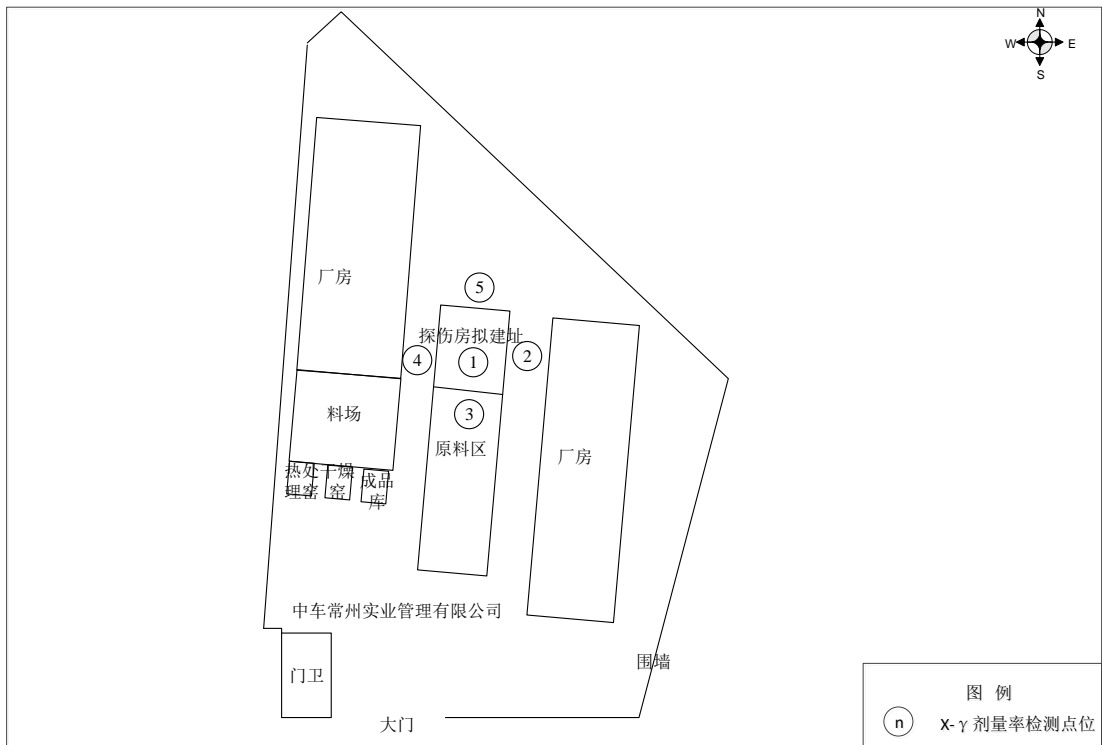 N
W E
S
厂房
⑤
探伤房拟建址
④ ① ②
料场
③
原料区
厂房
热处理窑
干燥窑
成品库
中车常州实业管理有限公司
围墙
门卫
大门
图 例
n X-γ剂量率检测点位